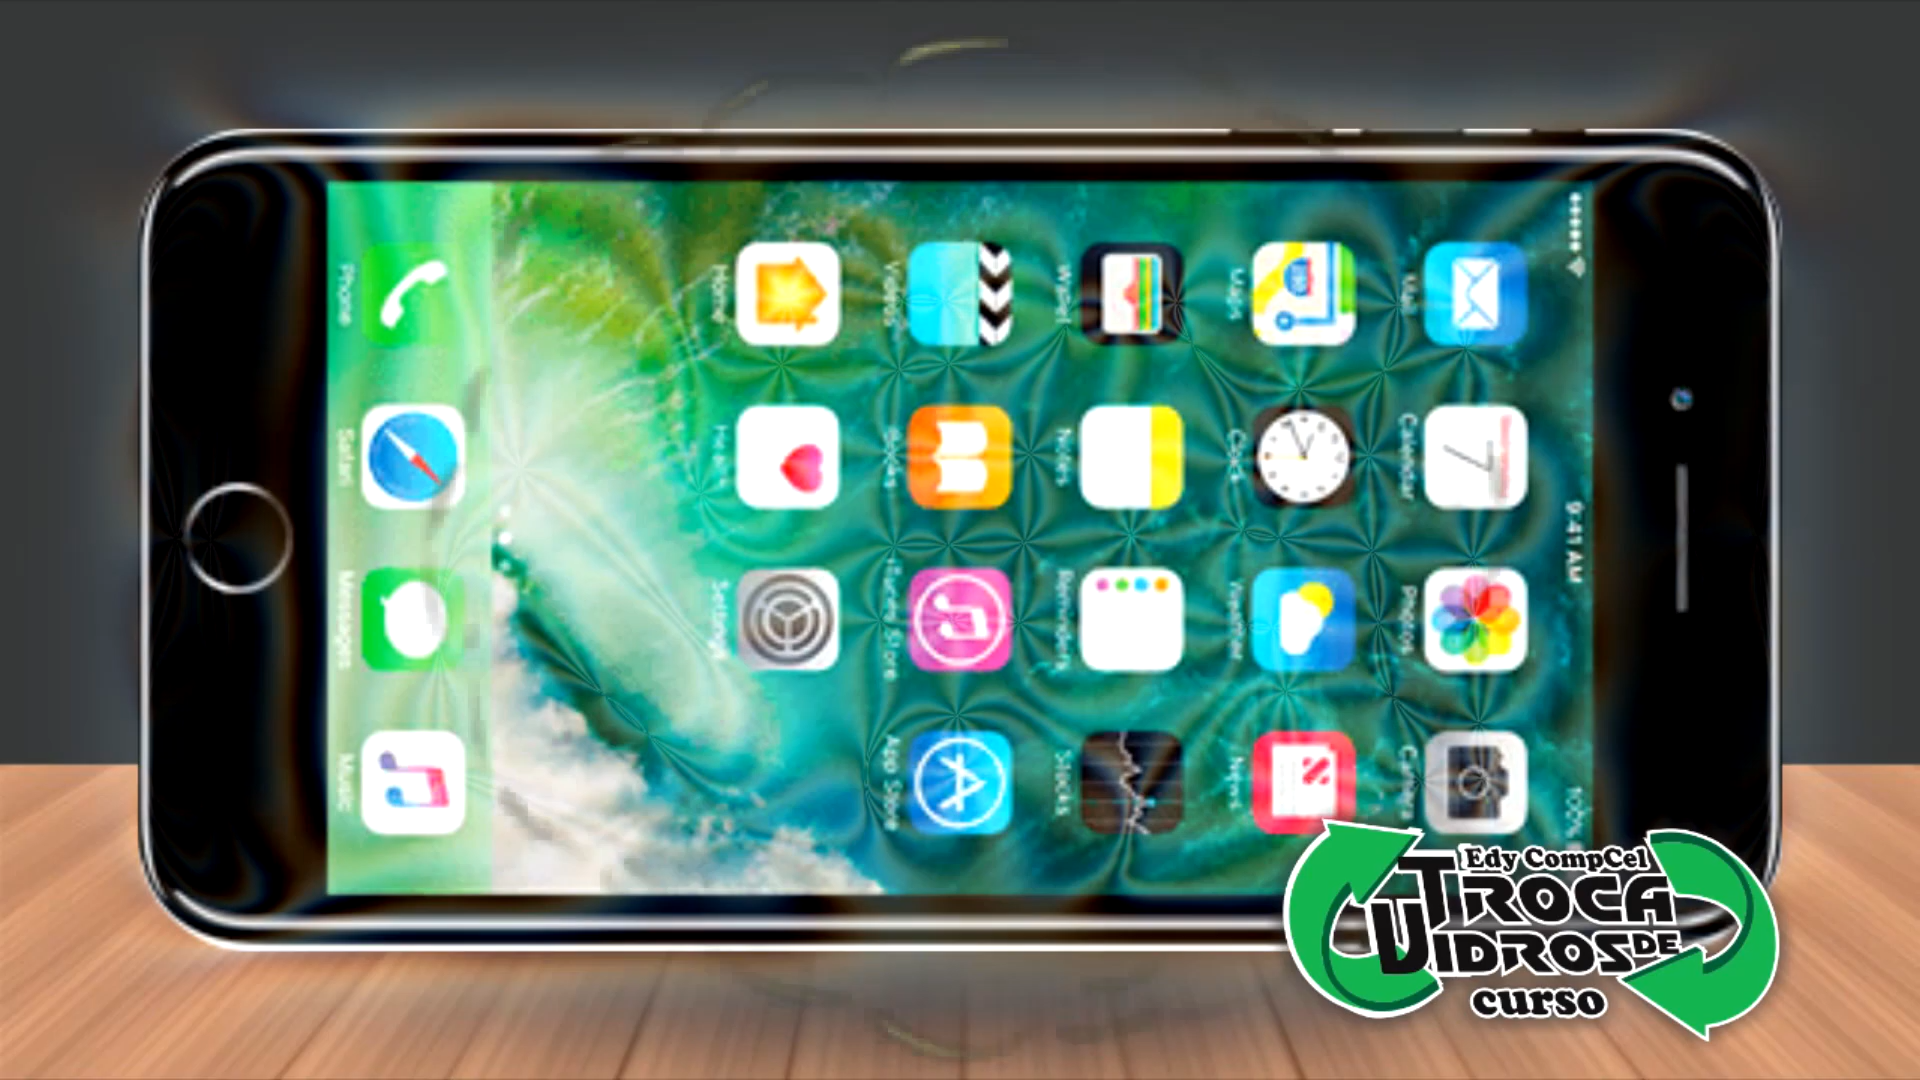 9:41 AM
100%
Mail
Calendar
Photos
Camera
Maps
Clock
Weather
News
Wallet
Notes
Reminders
Stocks
Videos
iBooks
iTunes Store
App Store
Home
Health
Settings
Phone
Safari
Messages
Music
Edy CompCel
TROCA
DE VIDROS
curso